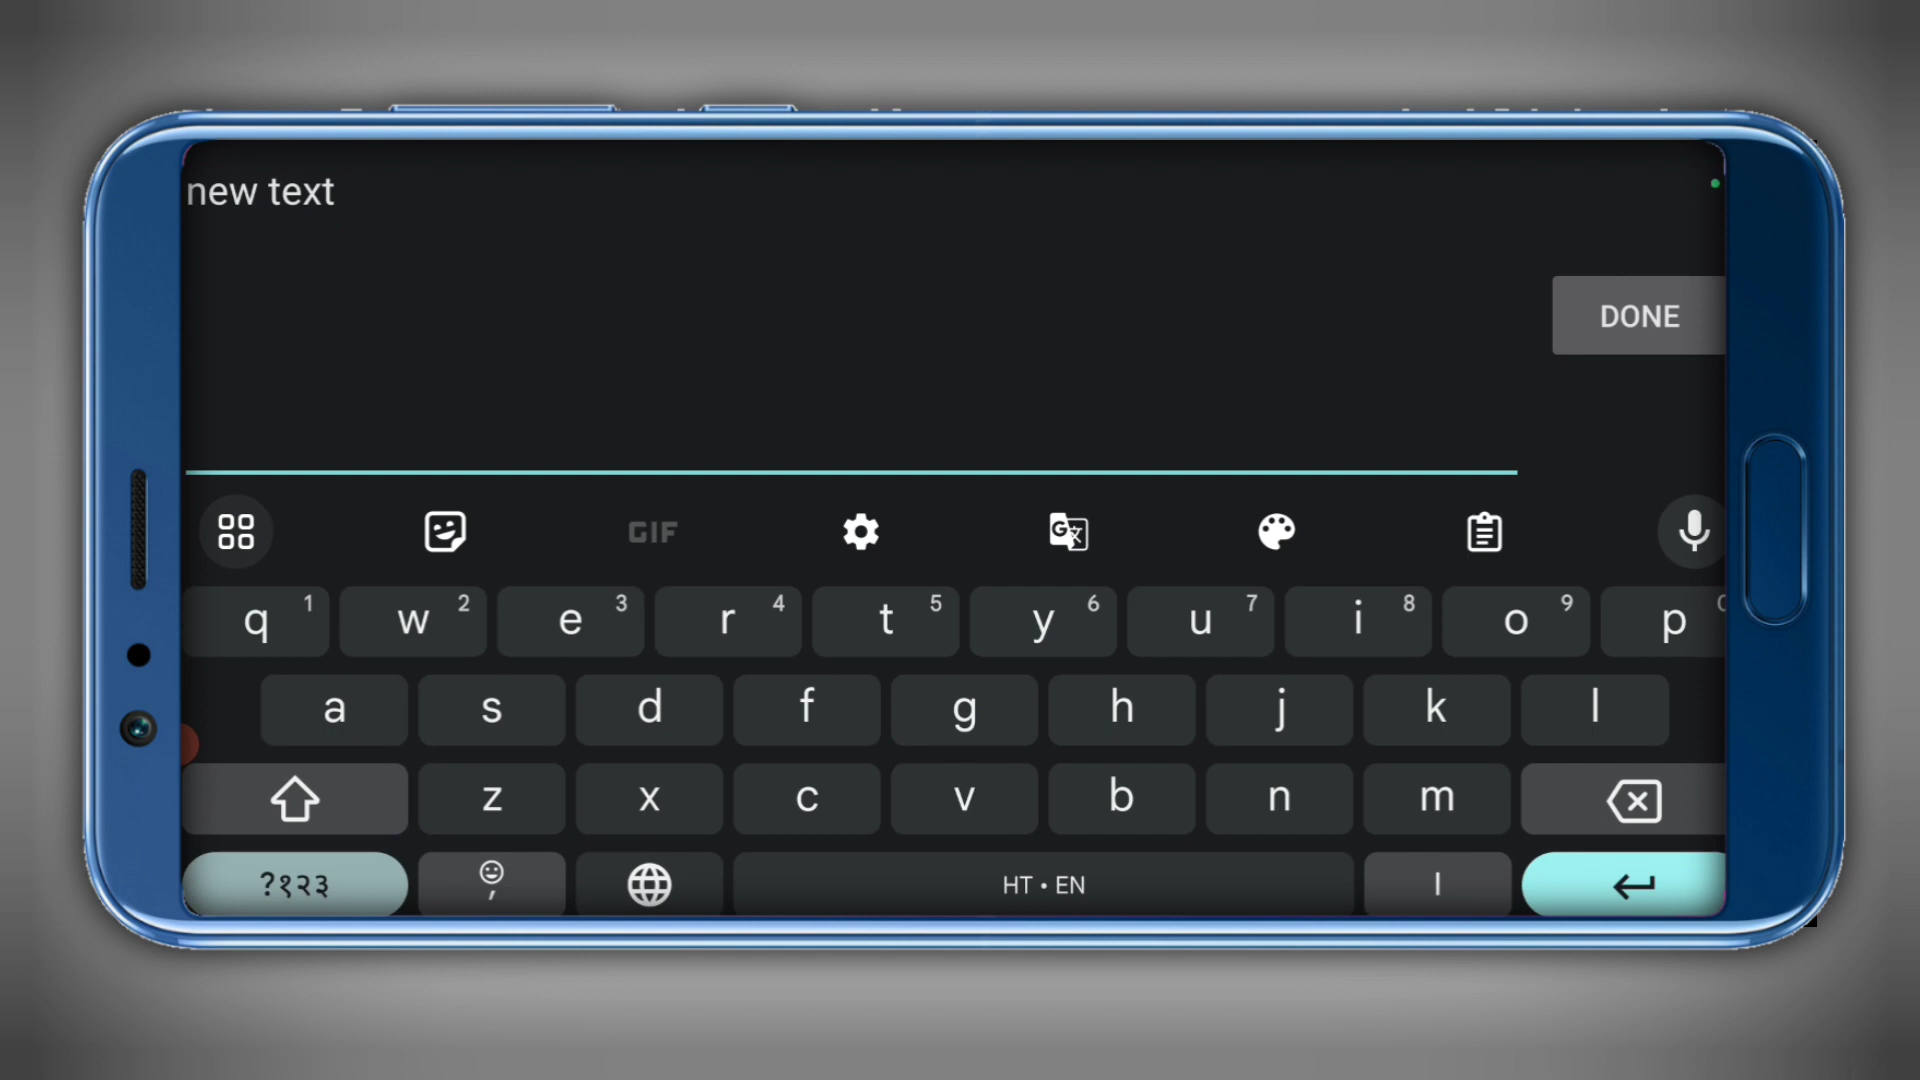 new text
DONE
GIF
G
q 1 w 2 e 3 r 4 t 5 y 6 u 7 i 8 o 9 p
a s d f g h j k l
z x c v b n m
?१२३ , HT • EN ।